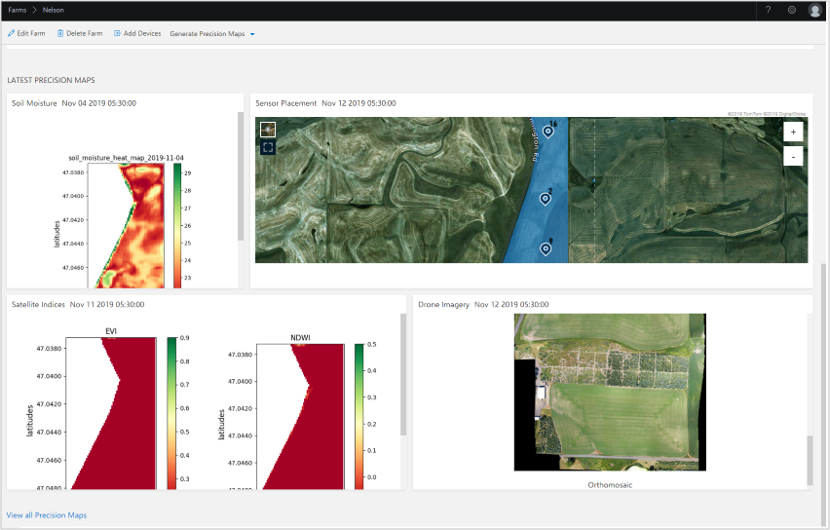 Farms > Nelson
?
Edit Farm Delete Farm Add Devices Generate Precision Maps
LATEST PRECISION MAPS
Soil Moisture Nov 04 2019 05:30:00
soil_moisture_heat_map_2019-11-04
latitudes
47.0380
47.0400
47.0420
47.0440
47.0460
29
28
27
26
25
24
23
Sensor Placement Nov 12 2019 05:30:00
©2019 TomTom ©2019 DigitalGlobe
16
2
+
-
Satellite Indices Nov 11 2019 05:30:00
EVI
latitudes
47.0380
47.0400
47.0420
47.0440
47.0460
47.0480
0.9
0.8
0.7
0.6
0.5
0.4
0.3
NDWI
latitudes
47.0380
47.0400
47.0420
47.0440
47.0460
47.0480
0.5
0.4
0.3
0.2
0.1
0.0
Drone Imagery Nov 12 2019 05:30:00
Orthomosaic
View all Precision Maps